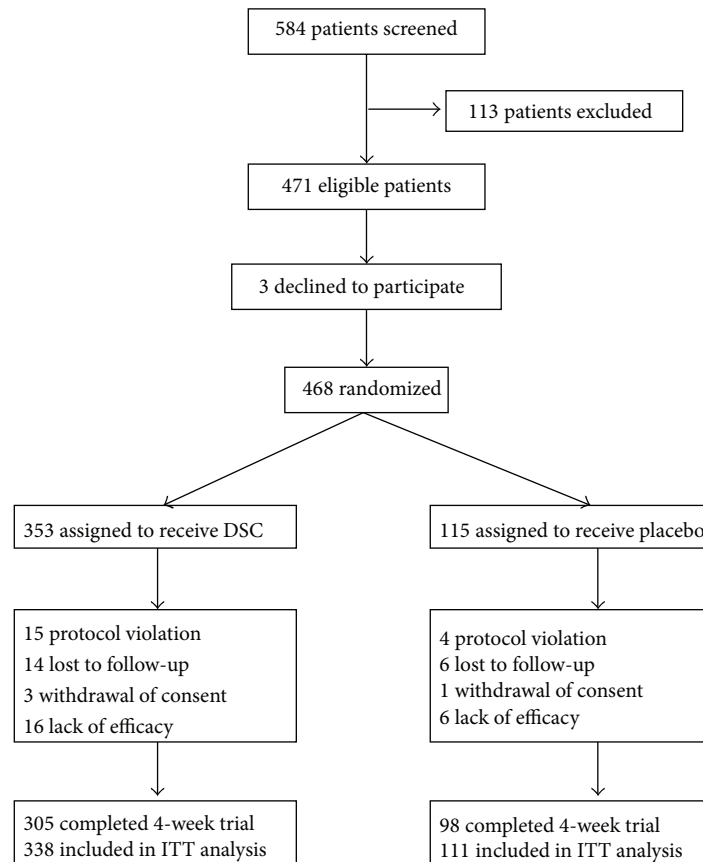 584 patients screened
113 patients excluded
471 eligible patients
3 declined to participate
468 randomized
353 assigned to receive DSC
115 assigned to receive placebo
15 protocol violation
14 lost to follow-up
3 withdrawal of consent
16 lack of efficacy
4 protocol violation
6 lost to follow-up
1 withdrawal of consent
6 lack of efficacy
305 completed 4-week trial
338 included in ITT analysis
98 completed 4-week trial
111 included in ITT analysis